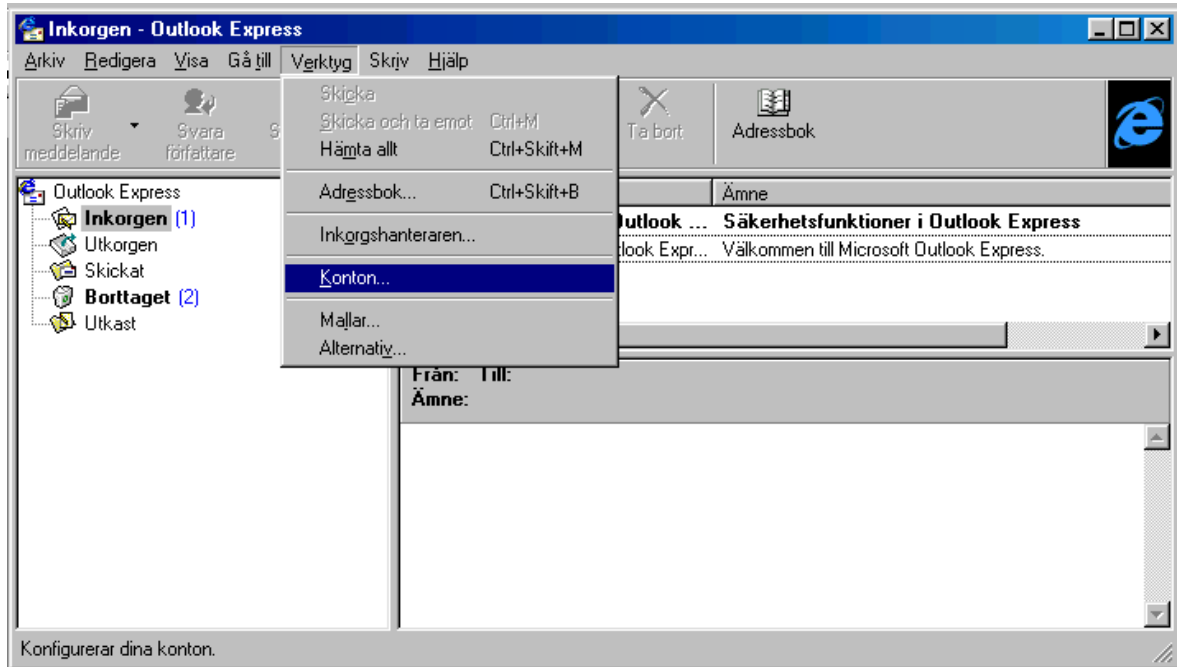 Inkorgen - Outlook Express
Arkiv Redigera Visa Gå till Verktyg Skriv Hjälp
Skriv meddelande
Svara författare
S
Ta bort
Adressbok
Skicka
Skicka och ta emot Ctrl+M
Hämta allt Ctrl+Skift+M
Adressbok... Ctrl+Skift+B
Inkorgshanteraren...
Konton...
Mallar...
Alternativ...
Outlook Express
Inkorgen (1)
Utkorgen
Skickat
Borttaget (2)
Utkast
Ämne
Outlook ... Säkerhetsfunktioner i Outlook Express
tlook Expr... Välkommen till Microsoft Outlook Express.
Från: Till:
Ämne:
Konfigurerar dina konton.